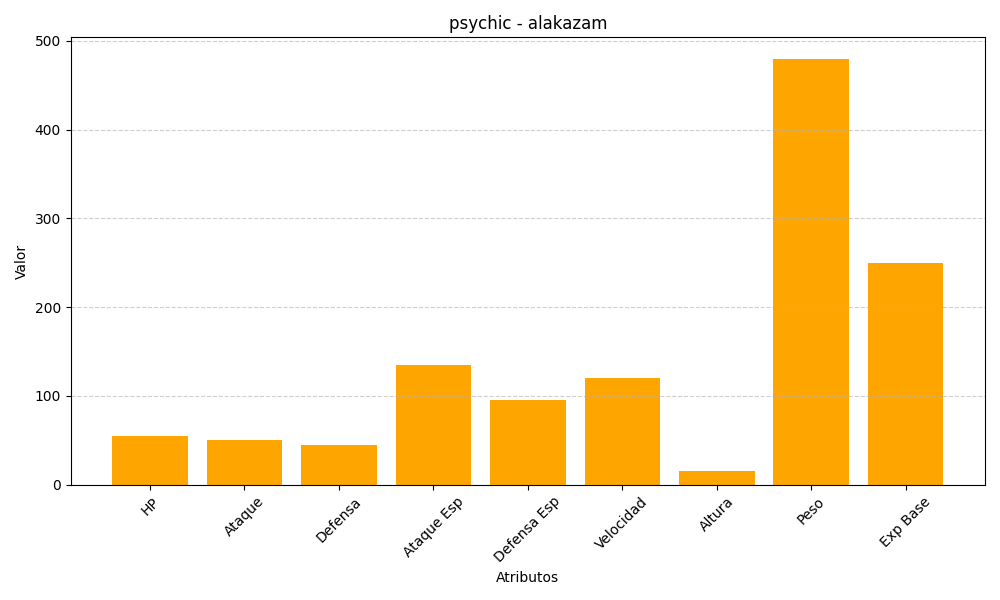 psychic - alakazam
500
400
300
200
100
0
Valor
HP
Ataque
Defensa
Ataque Esp
Defensa Esp
Velocidad
Altura
Peso
Exp Base
Atributos